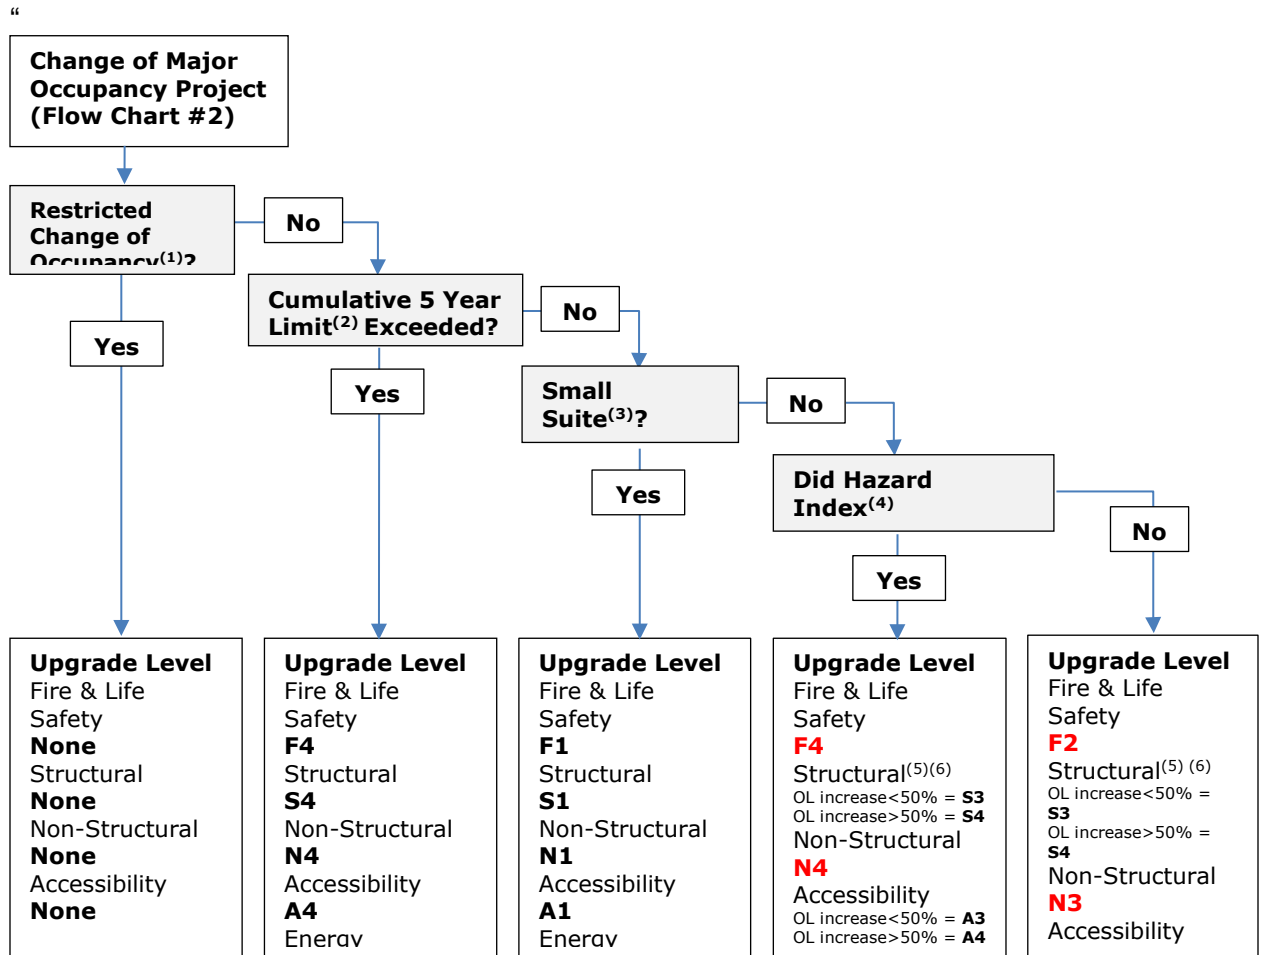 “
Change of Major
Occupancy Project
(Flow Chart #2)
Restricted
Change of
Occupancy(1)?
No
Yes
Cumulative 5 Year
Limit(2) Exceeded?
No
Yes
Small
Suite(3)?
No
Yes
Did Hazard
Index(4)
No
Yes
Upgrade Level
Fire & Life
Safety
None
Structural
None
Non-Structural
None
Accessibility
None
Upgrade Level
Fire & Life
Safety
F4
Structural
S4
Non-Structural
N4
Accessibility
A4
Energy
Upgrade Level
Fire & Life
Safety
F1
Structural
S1
Non-Structural
N1
Accessibility
A1
Energy
Upgrade Level
Fire & Life
Safety
F4
Structural(5)(6)
OL increase<50% = S3
OL increase>50% = S4
Non-Structural
N4
Accessibility
OL increase<50% = A3
OL increase>50% = A4
Upgrade Level
Fire & Life
Safety
F2
Structural(5) (6)
OL increase<50% =
S3
OL increase>50% =
S4
Non-Structural
N3
Accessibility